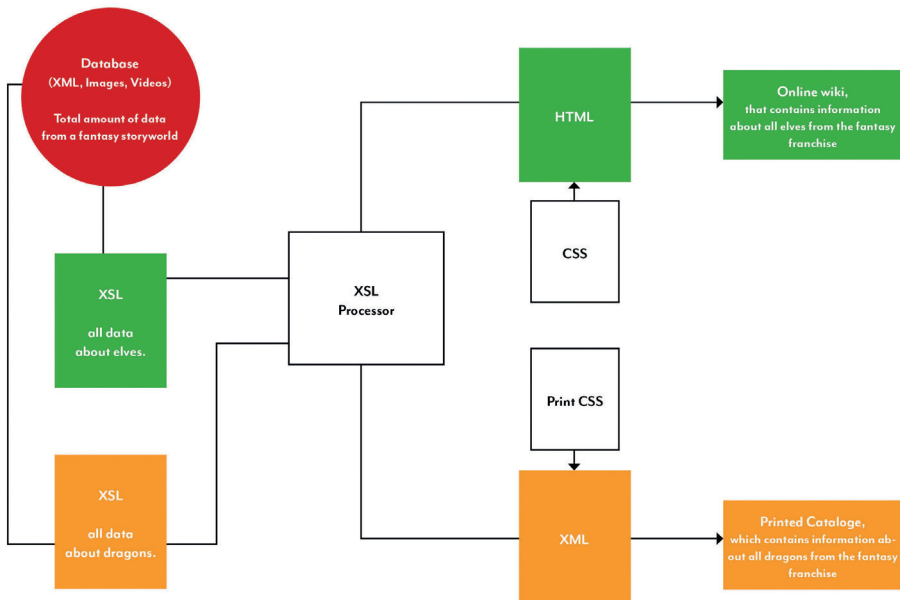 Database
(XML, Images, Videos)
Total amount of data
from a fantasy storyworld
XSL
all data
about elves.
XSL
all data
about dragons.
XSL
Processor
HTML
CSS
Print CSS
XML
Online wiki,
that contains information
about all elves from the fantasy
franchise
Printed Cataloge,
which contains information ab-
out all dragons from the fantasy
franchise